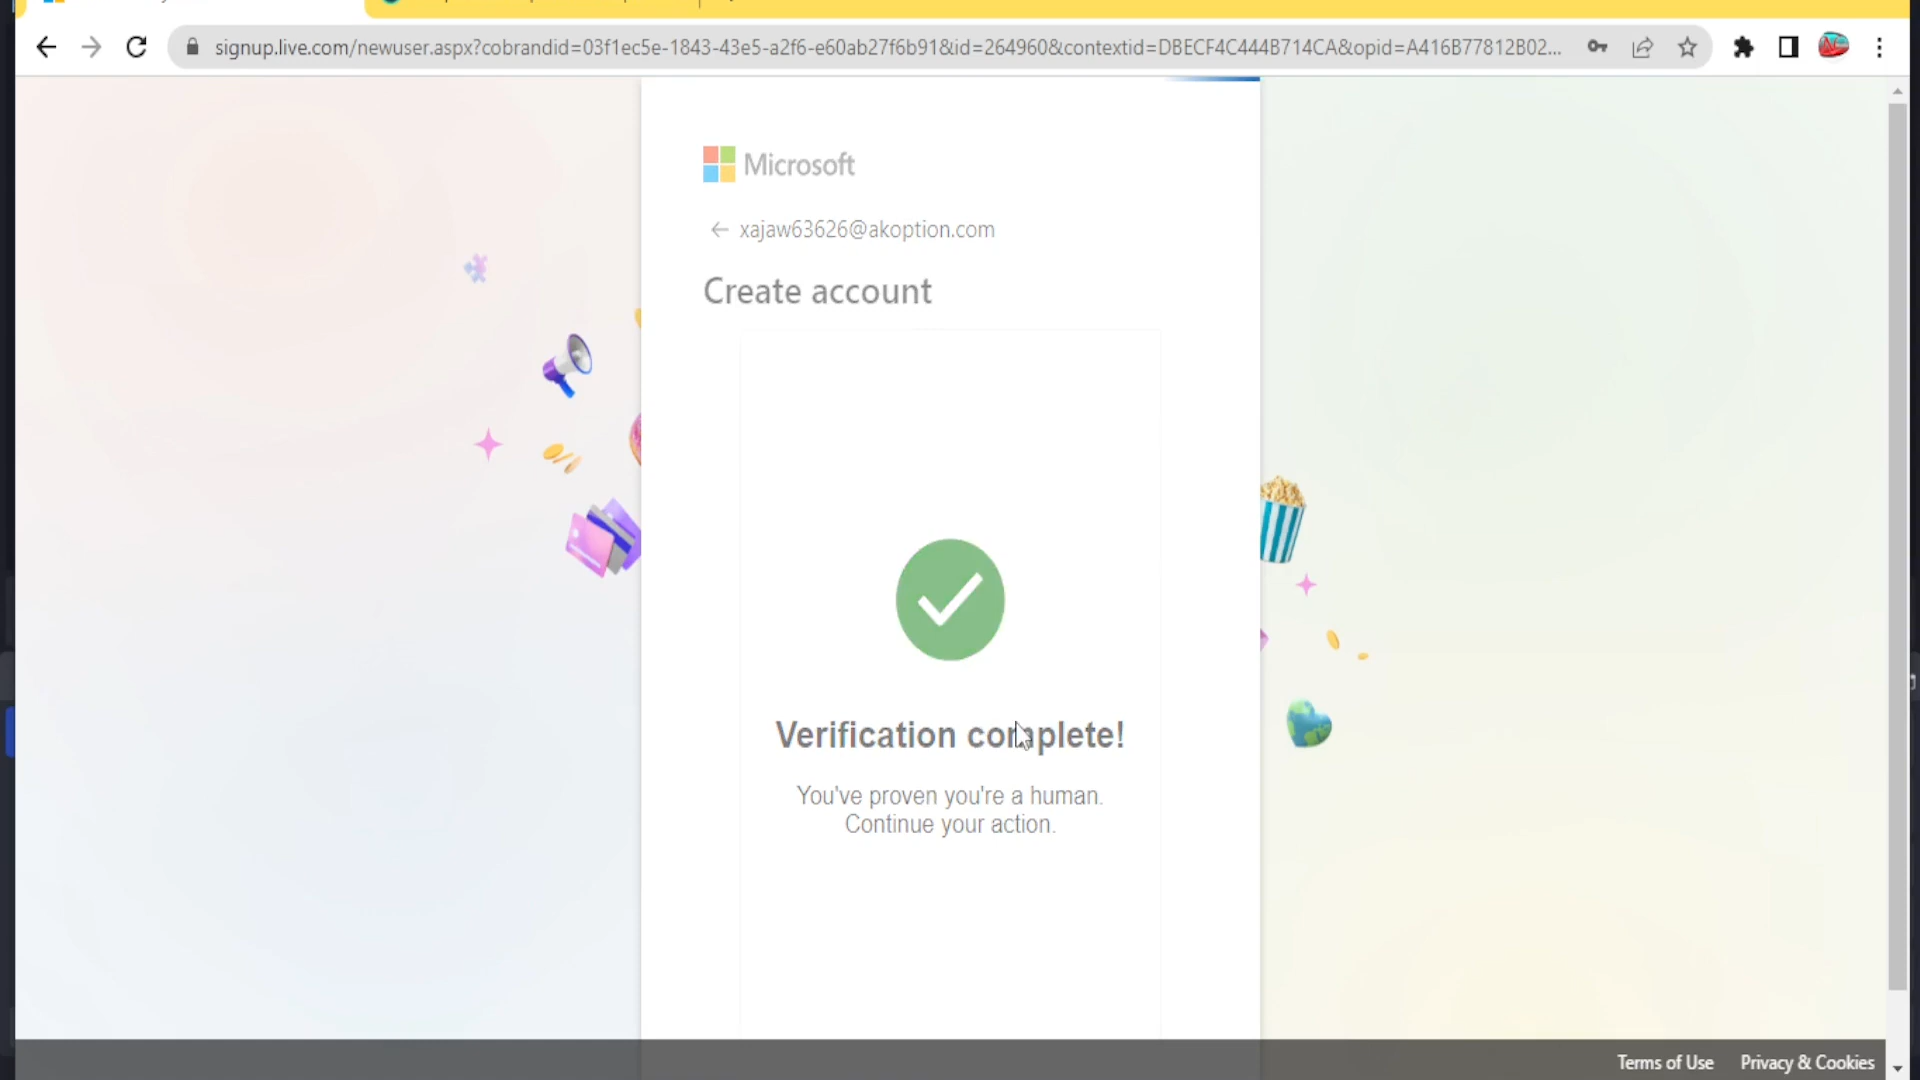 signup.live.com/newuser.aspx?cobrandid=03f1ec5e-1843-43e5-a2f6-e60ab27f6b91&id=264960&contextid=DBECF4C444B714CA&opid=A416B77812B02...
Microsoft
← xajaw63626@akoption.com
Create account
Verification complete!
You've proven you're a human.
Continue your action.
Terms of Use Privacy & Cookies